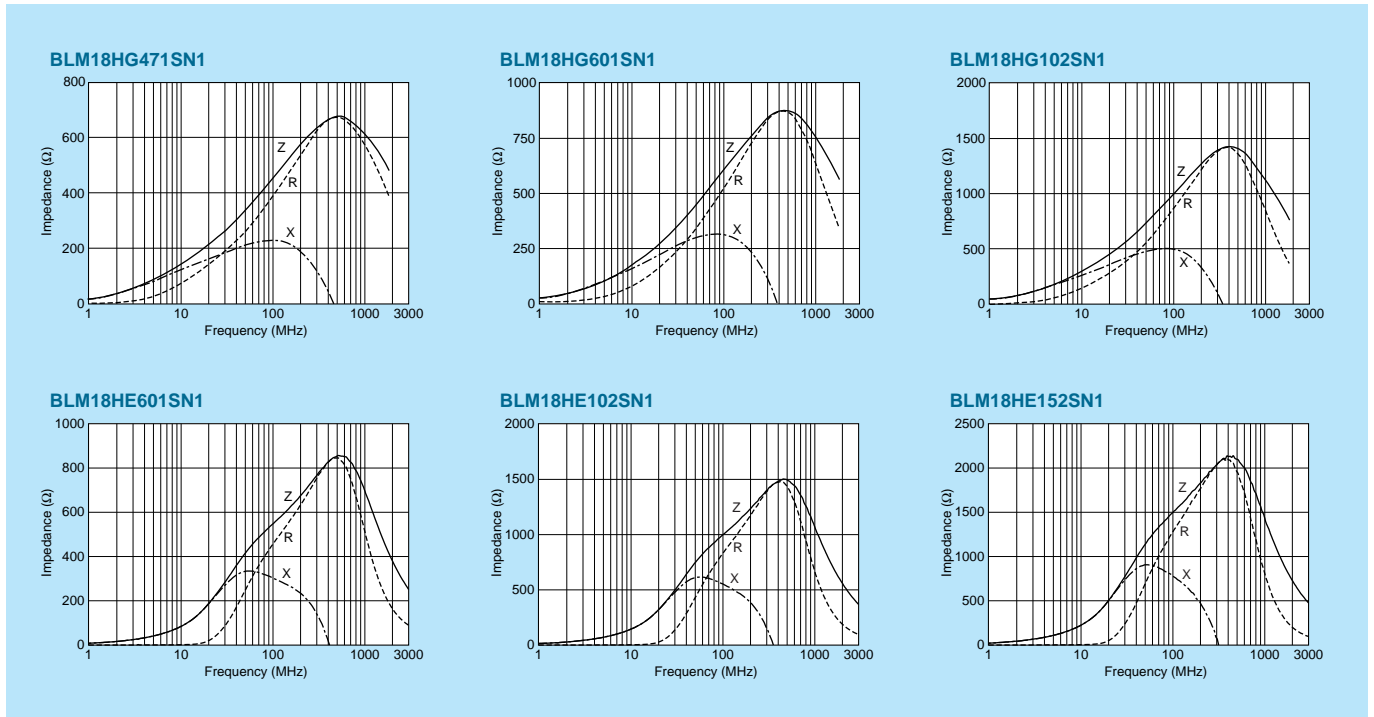 BLM18HG471SN1
800
600
400
200
0
Impedance (Ω)
Z
R
X
1
10
100
1000
3000
Frequency (MHz)
BLM18HG601SN1
1000
750
500
250
0
Impedance (Ω)
Z
R
X
1
10
100
1000
3000
Frequency (MHz)
BLM18HG102SN1
2000
1500
1000
500
0
Impedance (Ω)
Z
R
X
1
10
100
1000
3000
Frequency (MHz)
BLM18HE601SN1
1000
800
600
400
200
0
Impedance (Ω)
Z
R
X
1
10
100
1000
3000
Frequency (MHz)
BLM18HE102SN1
2000
1500
1000
500
0
Impedance (Ω)
Z
R
X
1
10
100
1000
3000
Frequency (MHz)
BLM18HE152SN1
2500
2000
1500
1000
500
0
Impedance (Ω)
Z
R
X
1
10
100
1000
3000
Frequency (MHz)